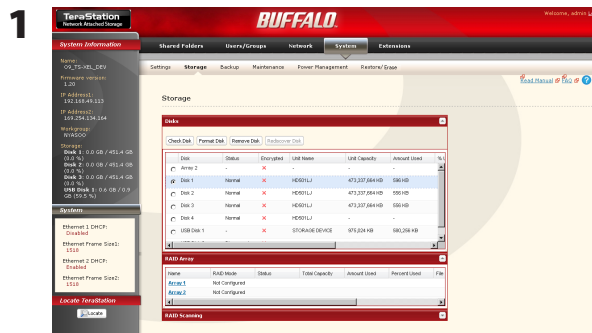 1
TeraStation
Network Attached Storage
BUFFALO
Welcome, admin
System Information
Shared Folders Users/Groups Network System Extensions
Settings Storage Backup Maintenance Power Management Restore/Erase
Read Manual FAQ ?
Name:
O9_TS-XEL_DEV
Firmware version:
1.20
IP Address1:
192.168.49.113
IP Address2:
169.254.134.164
Workgroup:
NYASOO
Storage:
Disk 1: 0.0 GB / 451.4 GB
(0.0 %)
Disk 2: 0.0 GB / 451.4 GB
(0.0 %)
Disk 3: 0.0 GB / 451.4 GB
(0.0 %)
USB Disk 1: 0.6 GB / 0.9
GB (59.5 %)
System
Ethernet 1 DHCP:
Disabled
Ethernet Frame Size1:
1518
Ethernet 2 DHCP:
Enabled
Ethernet Frame Size2:
1518
Locate TeraStation
Locate
Storage
Disks
Check Disk Format Disk Remove Disk Rediscover Disk
Disk Status Encrypted Unit Name Unit Capacity Amount Used % U
Array 2 - - - -
Disk 1 Normal HD501LJ 473,337,664 KB 596 KB
Disk 2 Normal HD501LJ 473,337,664 KB 596 KB
Disk 3 Normal HD501LJ 473,337,664 KB 596 KB
Disk 4 Normal HD501LJ - -
USB Disk 1 - STORAGE DEVICE 975,024 KB 580,256 KB
RAID Array
Name RAID Mode Status Total Capacity Amount Used Percent Used File
Array 1 Not Configured
Array 2 Not Configured
RAID Scanning